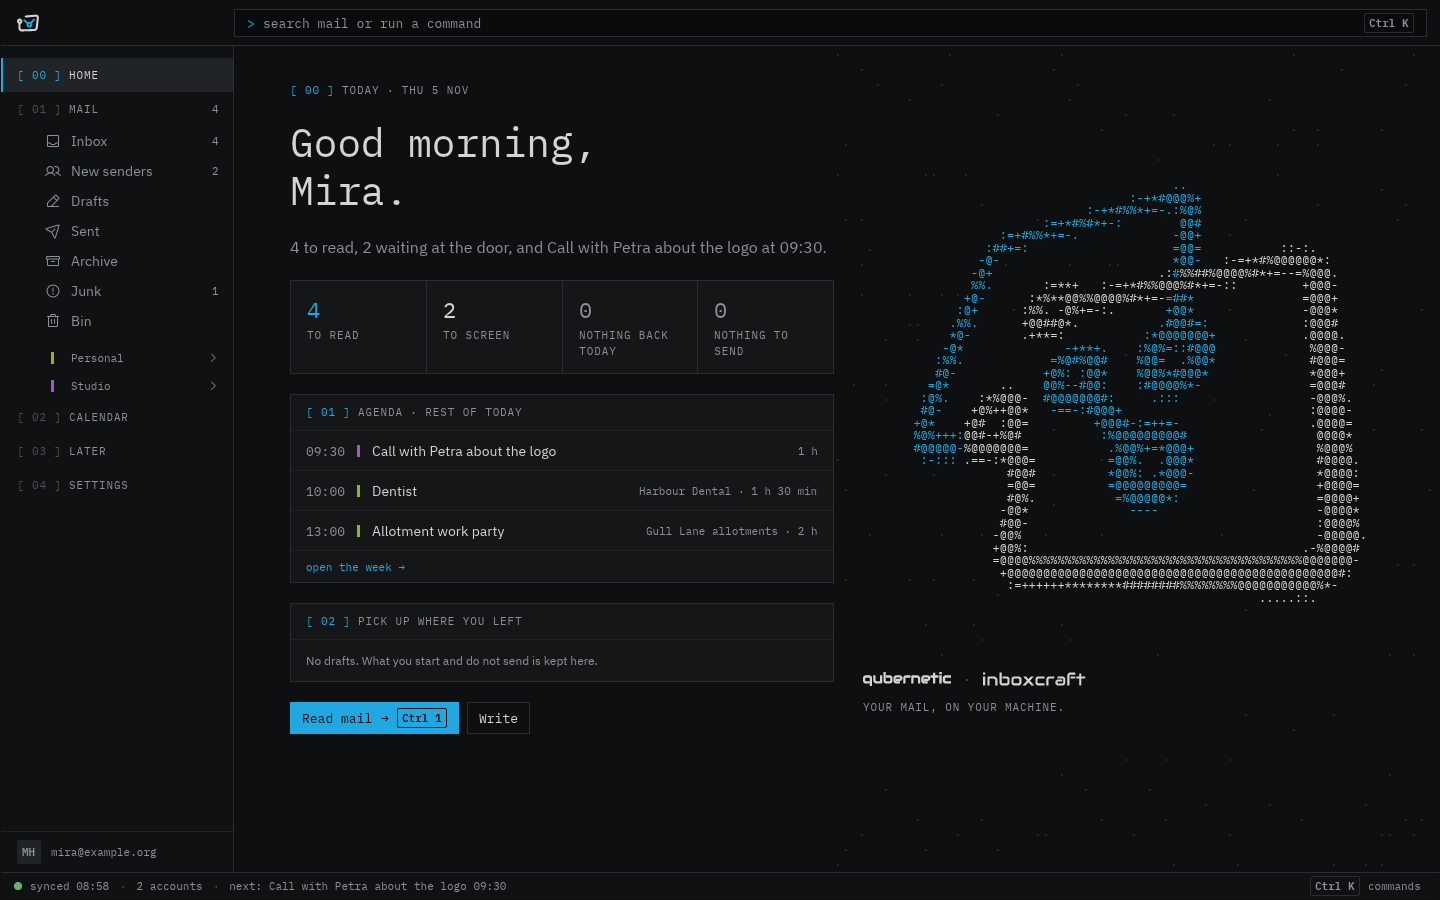 > search mail or run a command
Ctrl K
[ 00 ] HOME
[ 01 ] MAIL 4
Inbox 4
New senders 2
Drafts
Sent
Archive
Junk 1
Bin
Personal
Studio
[ 02 ] CALENDAR
[ 03 ] LATER
[ 04 ] SETTINGS
MH mira@example.org
[ 00 ] TODAY · THU 5 NOV
Good morning,
Mira.
4 to read, 2 waiting at the door, and Call with Petra about the logo at 09:30.
4
TO READ
2
TO SCREEN
0
NOTHING BACK
TODAY
0
NOTHING TO
SEND
[ 01 ] AGENDA · REST OF TODAY
09:30 Call with Petra about the logo 1 h
10:00 Dentist Harbour Dental · 1 h 30 min
13:00 Allotment work party Gull Lane allotments · 2 h
open the week →
[ 02 ] PICK UP WHERE YOU LEFT
No drafts. What you start and do not send is kept here.
Read mail → Ctrl 1
Write
qubernetic · inboxcraft
YOUR MAIL, ON YOUR MACHINE.
synced 08:58 · 2 accounts · next: Call with Petra about the logo 09:30
Ctrl K commands